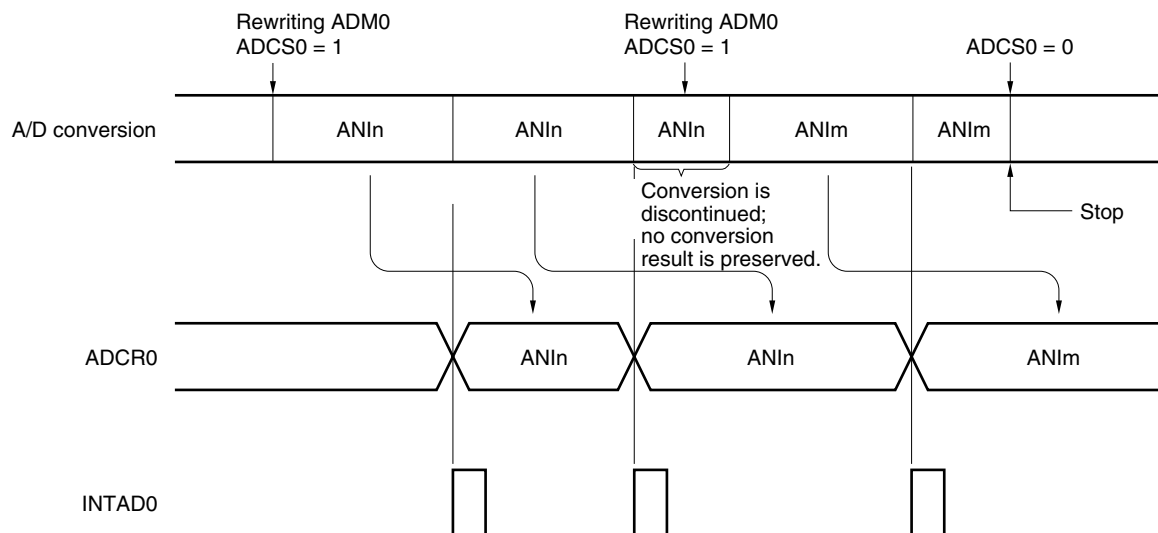 Rewriting ADM0
ADCS0 = 1
Rewriting ADM0
ADCS0 = 1
ADCS0 = 0
A/D conversion
ANIn
ANIn
ANIn
ANIm
ANIm
Conversion is
discontinued;
no conversion
result is preserved.
Stop
ADCR0
ANIn
ANIn
ANIm
INTAD0